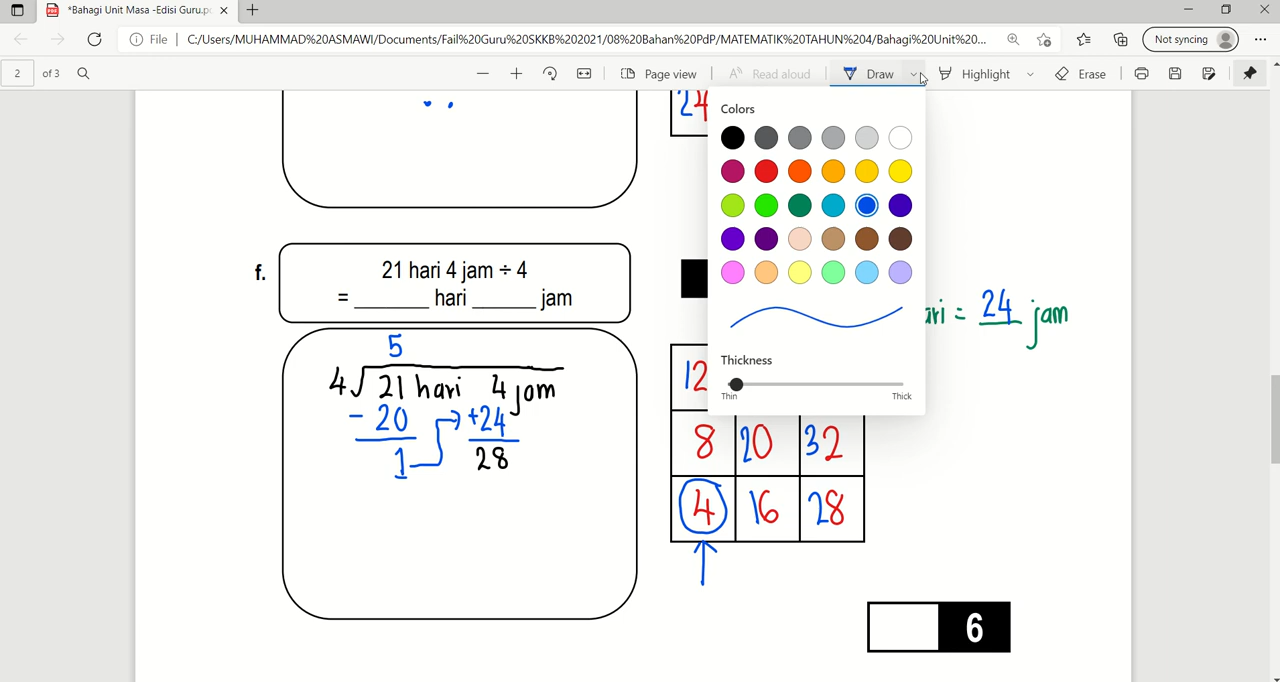 *Bahagi Unit Masa -Edisi Guru.p
File C:/Users/MUHAMMAD%20ASMAWI/Documents/Fail%20Guru%20SKKB%202021/08%20Bahan%20PdP/MATEMATIK%20TAHUN%204/Bahagi%20Unit%20... Not syncing
2 of 3 Page view Read aloud Draw Highlight Erase
24
Colors
Thickness
Thin Thick
f. 21 hari 4 jam ÷ 4
= ________ hari _______ jam
ari = 24 jam
5
4 21 hari 4 jam
- 20 +24
1 28
12
8 20 32
4 16 28
6